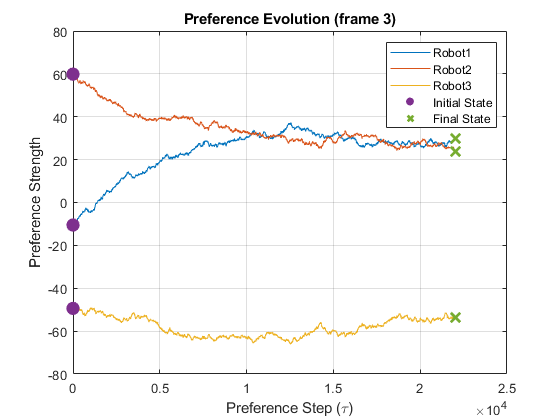 Preference Evolution (frame 3)
80
60
40
20
0
-20
-40
-60
-80
Preference Strength
Robot1
Robot2
Robot3
Initial State
Final State
0
0.5
1
1.5
2
2.5
×10⁴
Preference Step (τ)